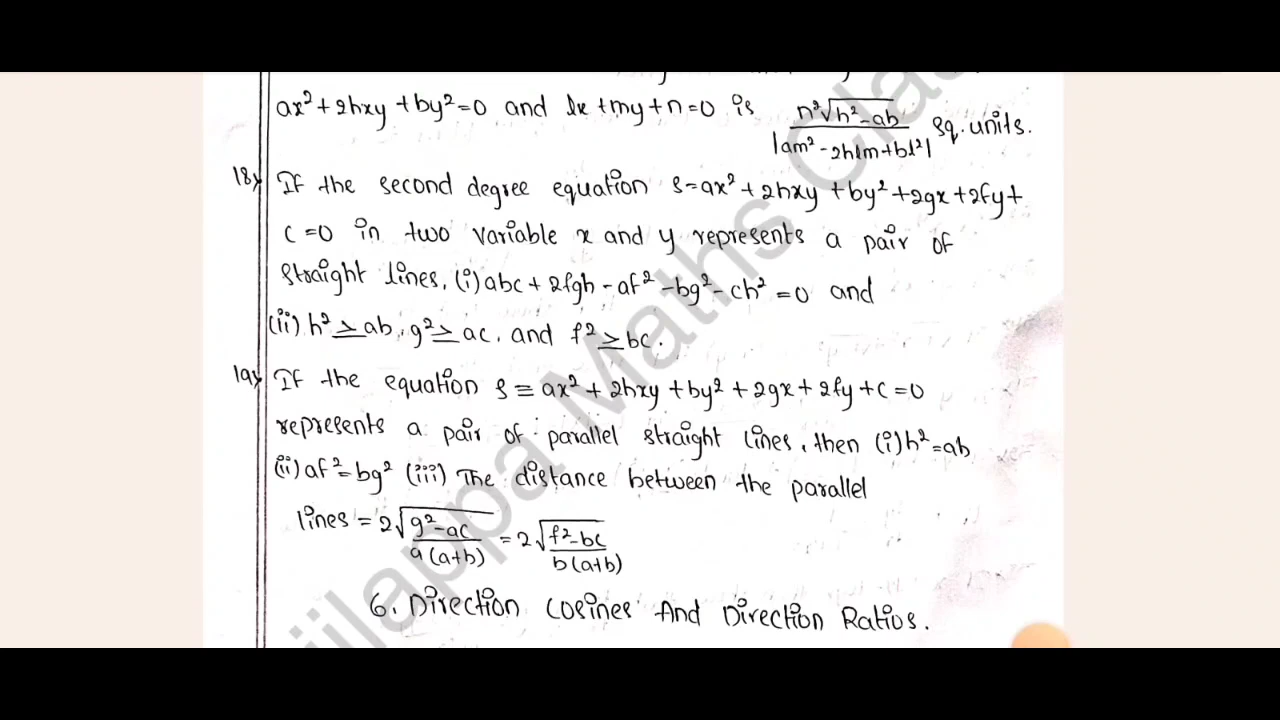 ax² + 2hxy + by² = 0 and lx + my + n = 0 is n²√(h² - ab) / |am² - 2hlm + bl²| sq. units.
18) If the second degree equation S = ax² + 2hxy + by² + 2gx + 2fy +
c = 0 in two variable x and y represents a pair of
straight lines, (i) abc + 2fgh - af² - bg² - ch² = 0 and
(ii) h² ≥ ab, g² ≥ ac, and f² ≥ bc.
19) If the equation S ≡ ax² + 2hxy + by² + 2gx + 2fy + c = 0
represents a pair of parallel straight lines, then (i) h² = ab
(ii) af² = bg² (iii) The distance between the parallel
lines = 2√(g² - ac / a(a+b)) = 2√(f² - bc / b(a+b))
6. Direction Cosines And Direction Ratios.
Maths